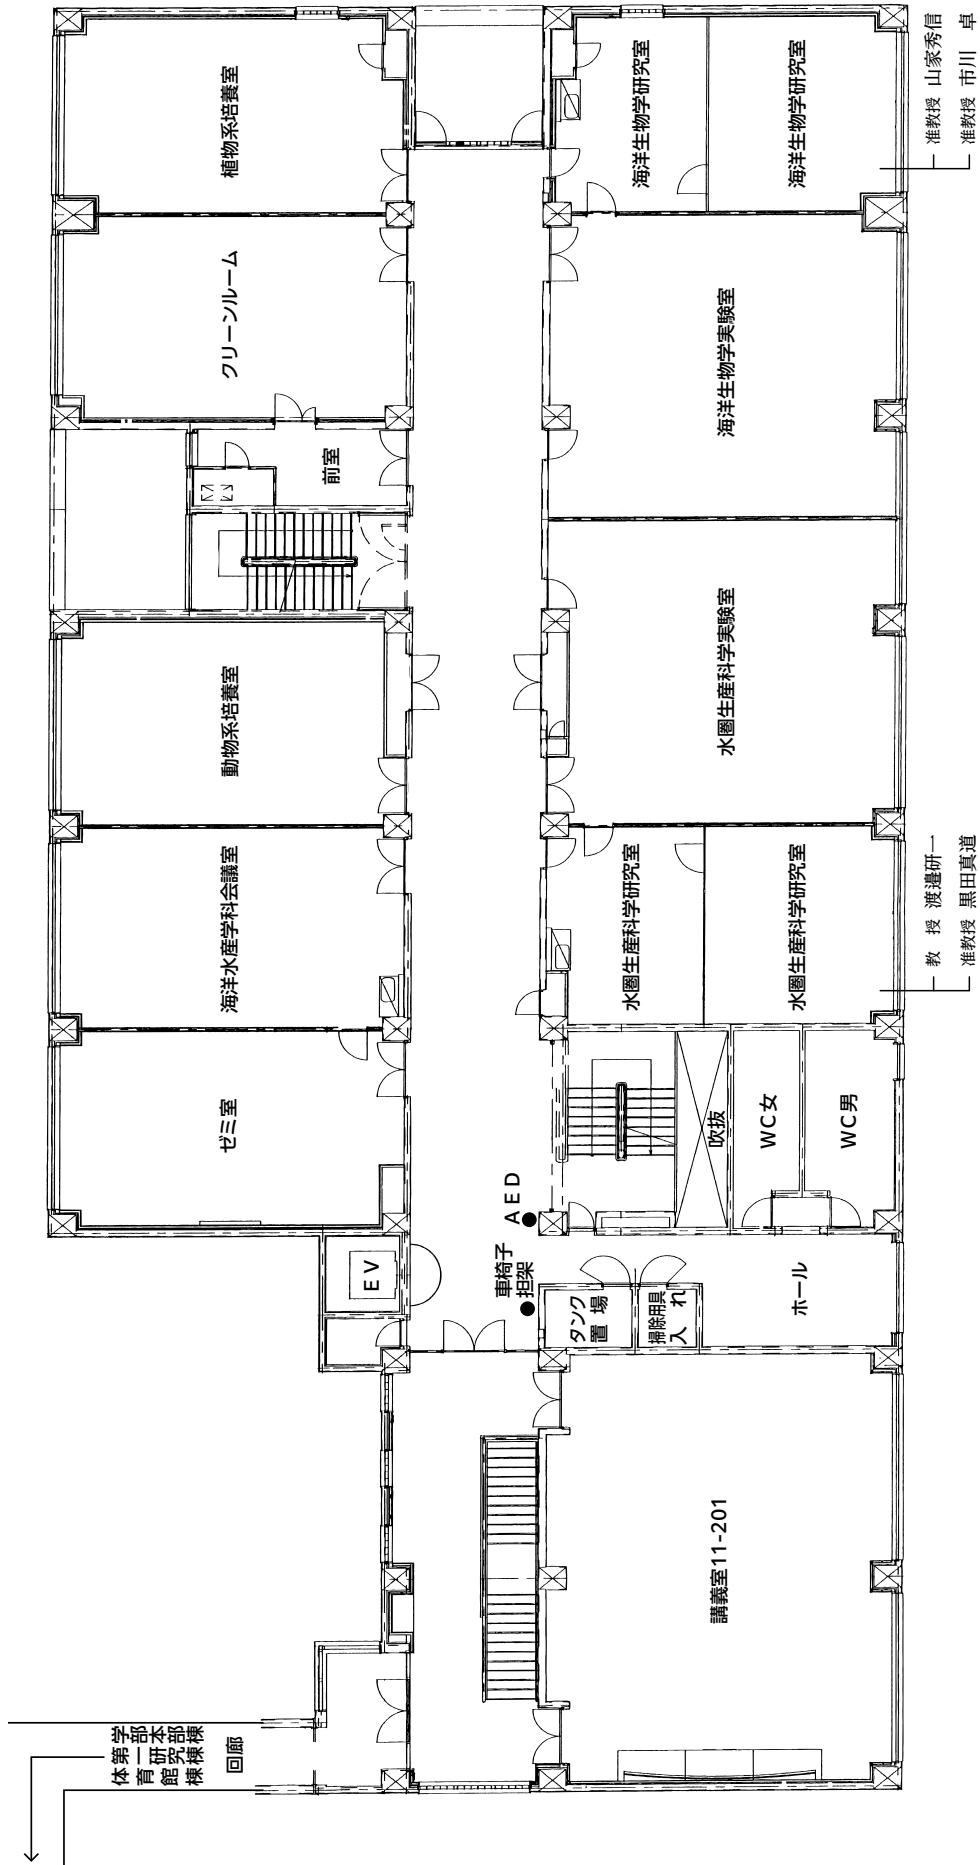 植物系培養室
クリーンルーム
前室
動物系培養室
海洋水産学科会議室
ゼミ室
EV
海洋生物学研究室
海洋生物学研究室
准教授 山家秀信
准教授 市川 卓
海洋生物学実験室
水圏生産科学実験室
水圏生産科学研究室
水圏生産科学研究室
教 授 渡邉研一
准教授 黒田真道
吹抜
WC女
WC男
AED
車椅子
担架
タンク
置場
掃除用具
入れ
ホール
講義室11-201
学部本部棟
第一研究棟
体育館棟
回廊